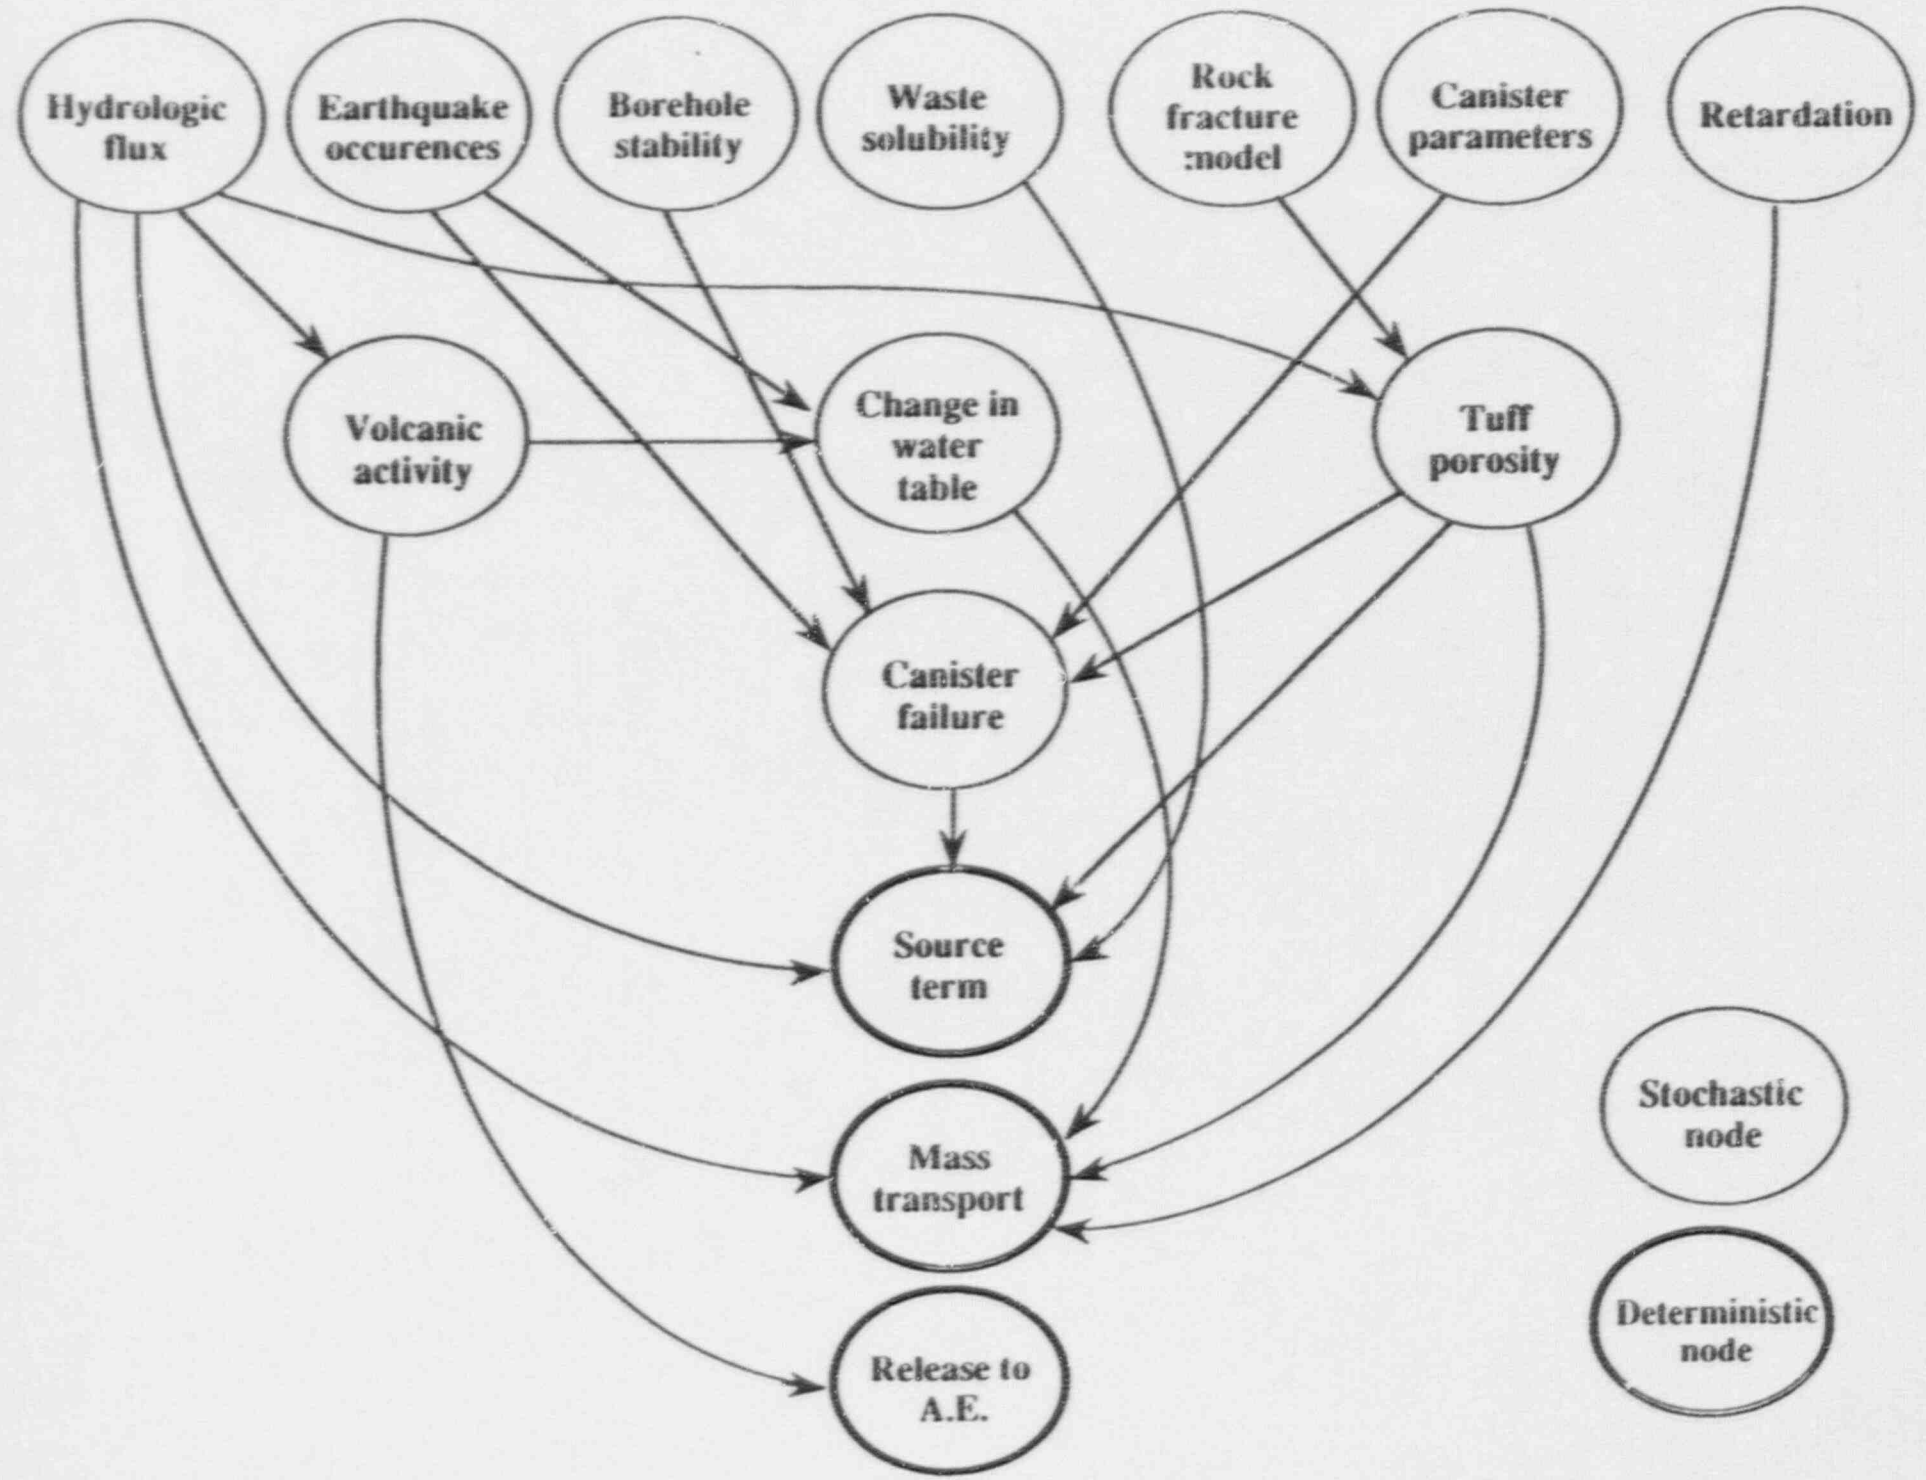 Hydrologic
flux
Earthquake
occurences
Borehole
stability
Waste
solubility
Rock
fracture
:model
Canister
parameters
Retardation
Volcanic
activity
Change in
water
table
Tuff
porosity
Canister
failure
Source
term
Mass
transport
Release to
A.E.
Stochastic
node
Deterministic
node